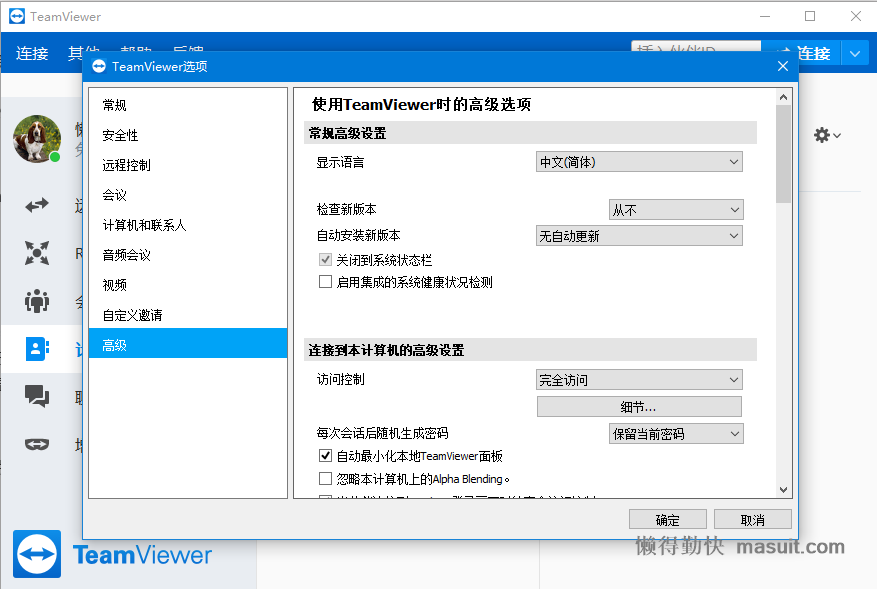 TeamViewer
连接 其他 帮助 反馈
插入伙伴ID 连接
TeamViewer选项
常规
安全性
远程控制
会议
计算机和联系人
音频会议
视频
自定义邀请
高级
使用TeamViewer时的高级选项
常规高级设置
显示语言 中文(简体)
检查新版本 从不
自动安装新版本 无自动更新
关闭到系统状态栏
启用集成的系统健康状况检测
连接到本计算机的高级设置
访问控制 完全访问
细节...
每次会话后随机生成密码 保留当前密码
自动最小化本地TeamViewer面板
忽略本计算机上的Alpha Blending。
确定 取消
懒得勤快 masuit.com
TeamViewer